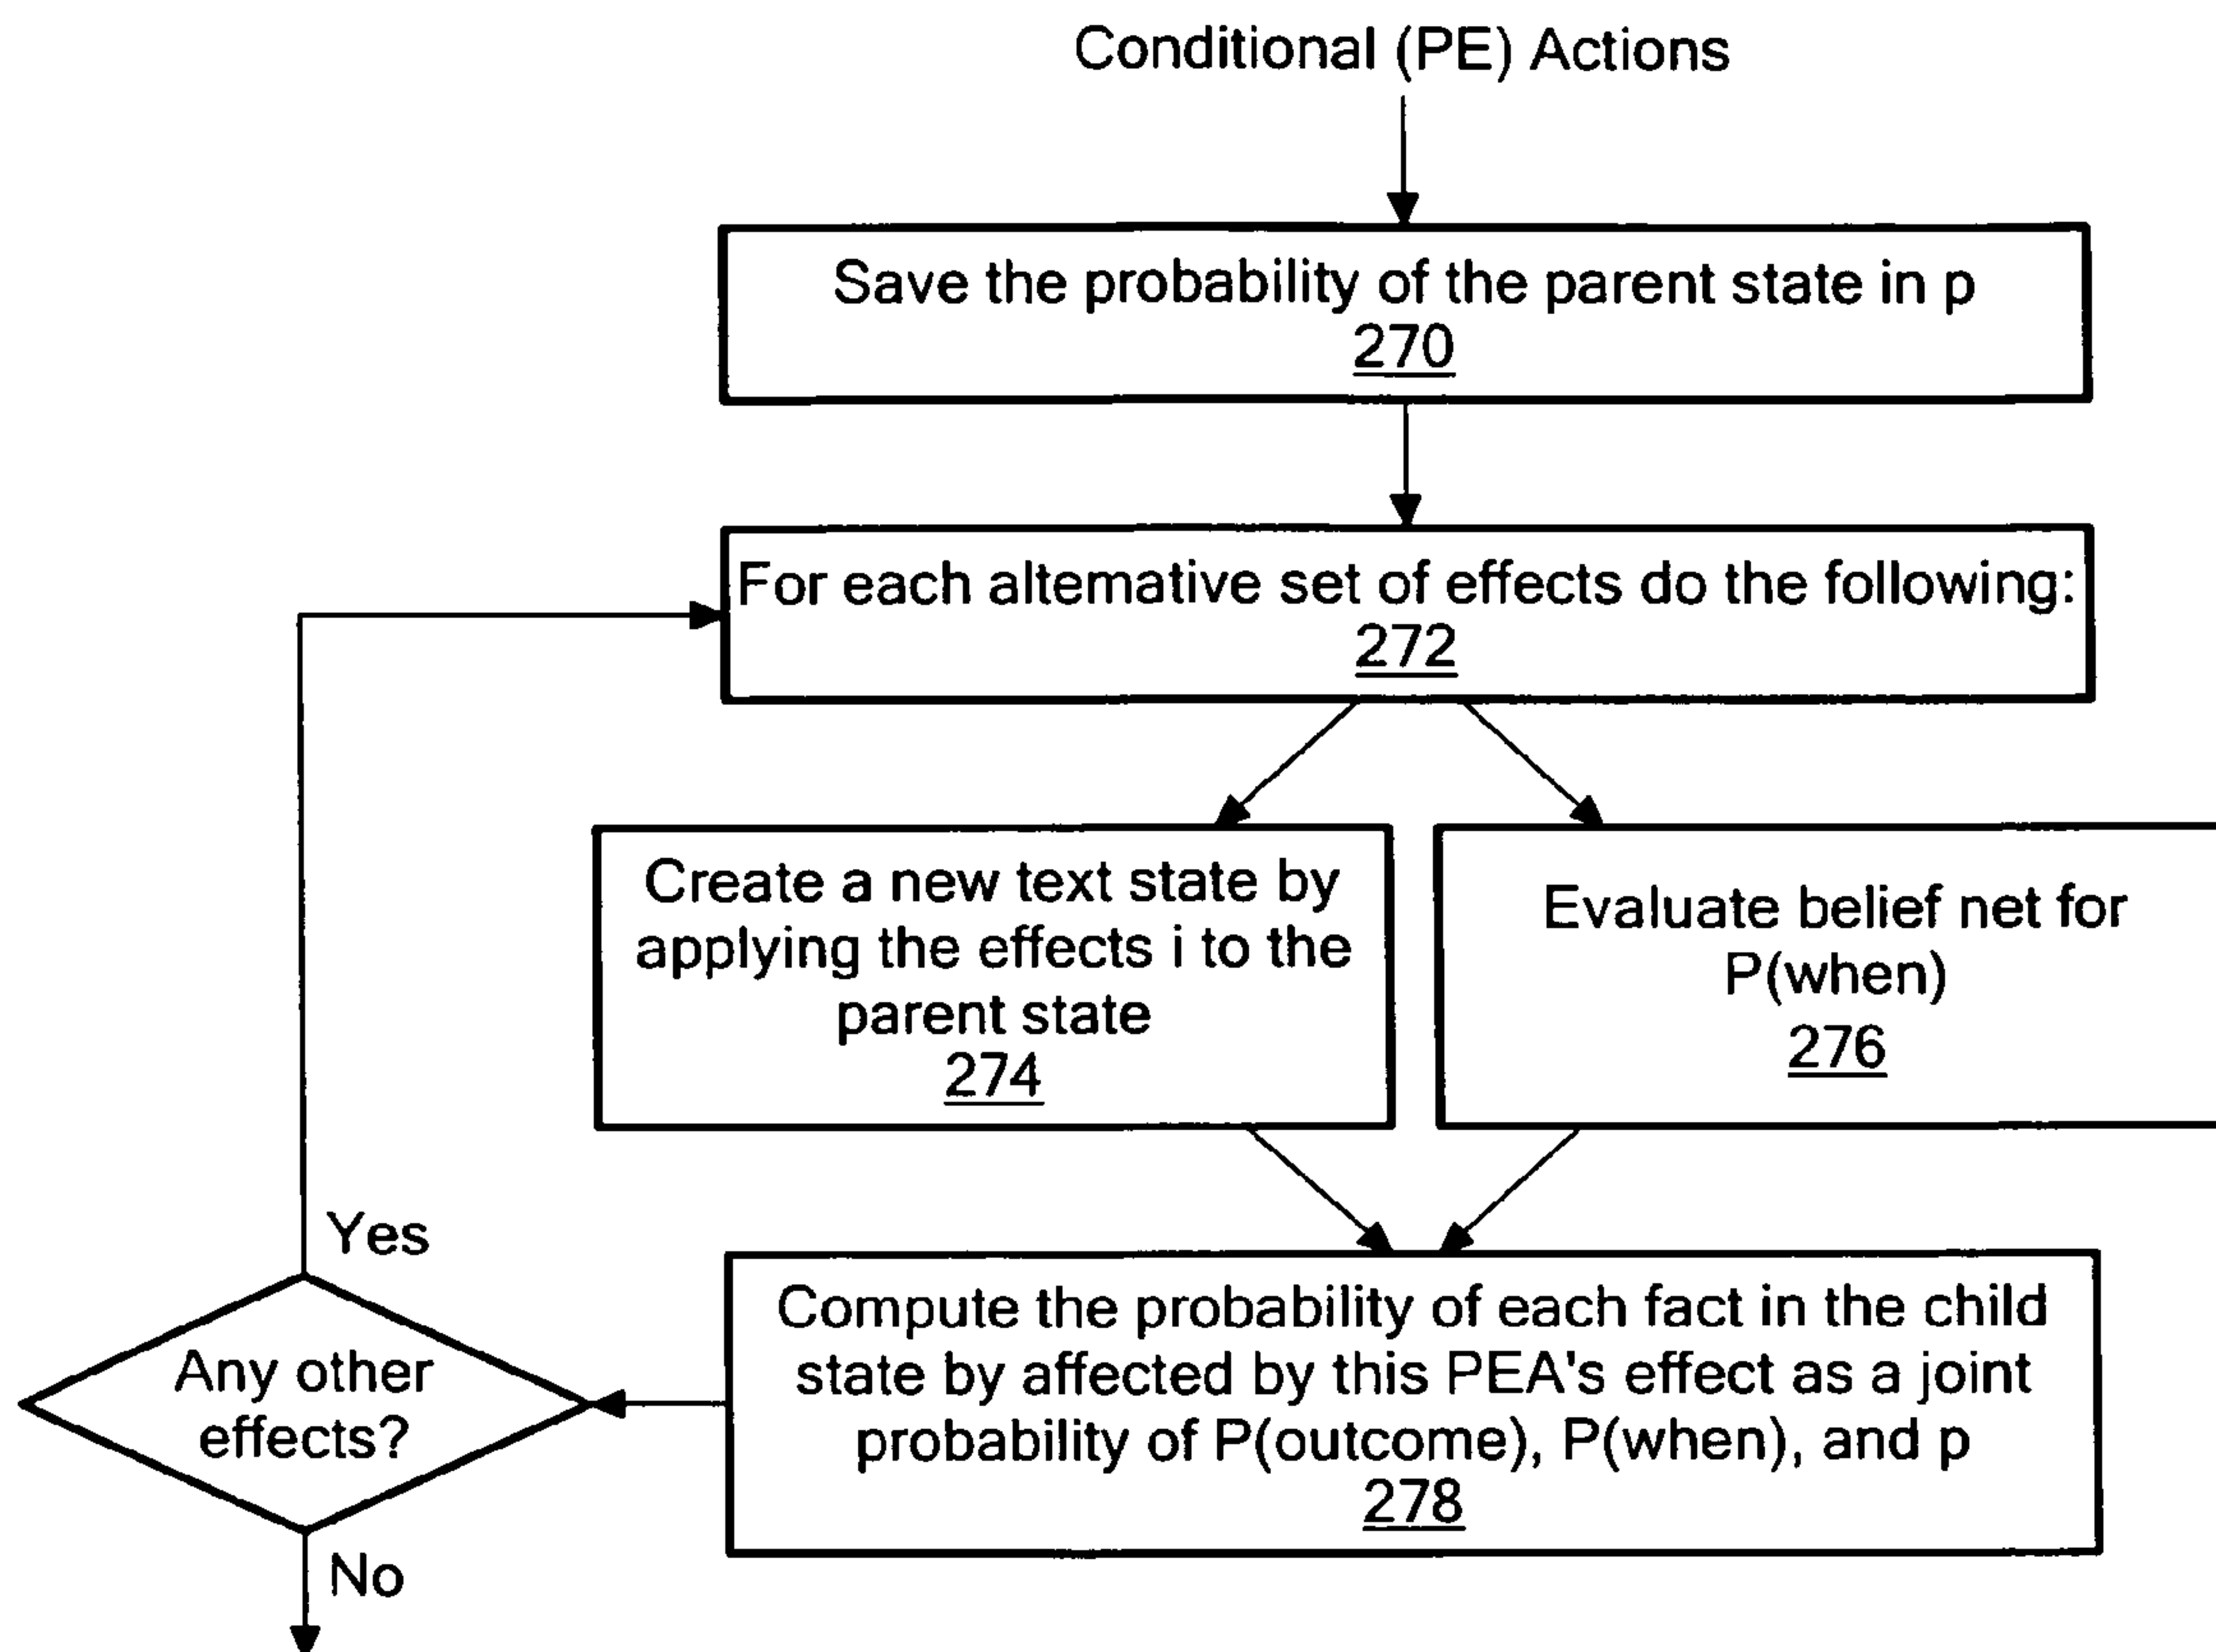 Conditional (PE) Actions
Save the probability of the parent state in p
270
For each alternative set of effects do the following:
272
Create a new text state by
applying the effects i to the
parent state
274
Evaluate belief net for
P(when)
276
Yes
Any other
effects?
No
Compute the probability of each fact in the child
state by affected by this PEA's effect as a joint
probability of P(outcome), P(when), and p
278